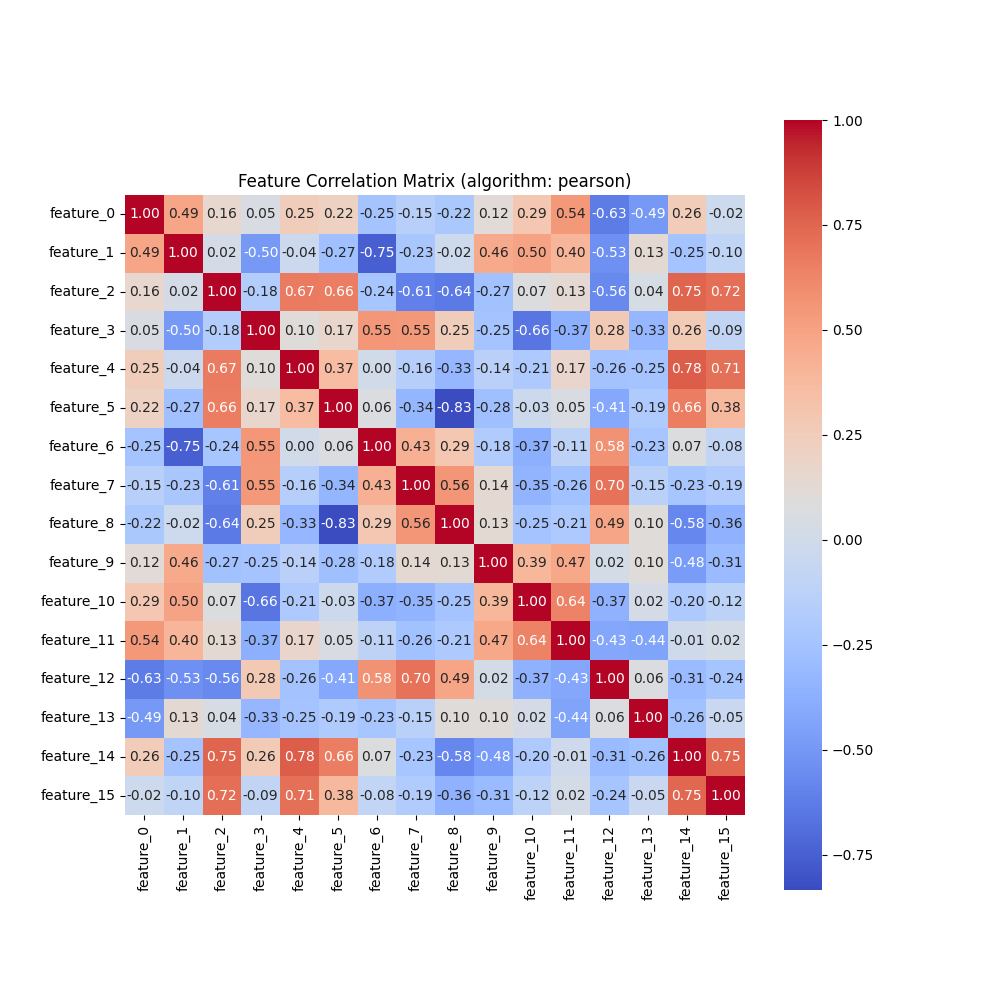 Feature Correlation Matrix (algorithm: pearson)
feature_0 1.00 0.49 0.16 0.05 0.25 0.22 -0.25 -0.15 -0.22 0.12 0.29 0.54 -0.63 -0.49 0.26 -0.02
feature_1 0.49 1.00 0.02 -0.50 -0.04 -0.27 -0.75 -0.23 -0.02 0.46 0.50 0.40 -0.53 0.13 -0.25 -0.10
feature_2 0.16 0.02 1.00 -0.18 0.67 0.66 -0.24 -0.61 -0.64 -0.27 0.07 0.13 -0.56 0.04 0.75 0.72
feature_3 0.05 -0.50 -0.18 1.00 0.10 0.17 0.55 0.55 0.25 -0.25 -0.66 -0.37 0.28 -0.33 0.26 -0.09
feature_4 0.25 -0.04 0.67 0.10 1.00 0.37 0.00 -0.16 -0.33 -0.14 -0.21 0.17 -0.26 -0.25 0.78 0.71
feature_5 0.22 -0.27 0.66 0.17 0.37 1.00 0.06 -0.34 -0.83 -0.28 -0.03 0.05 -0.41 -0.19 0.66 0.38
feature_6 -0.25 -0.75 -0.24 0.55 0.00 0.06 1.00 0.43 0.29 -0.18 -0.37 -0.11 0.58 -0.23 0.07 -0.08
feature_7 -0.15 -0.23 -0.61 0.55 -0.16 -0.34 0.43 1.00 0.56 0.14 -0.35 -0.26 0.70 -0.15 -0.23 -0.19
feature_8 -0.22 -0.02 -0.64 0.25 -0.33 -0.83 0.29 0.56 1.00 0.13 -0.25 -0.21 0.49 0.10 -0.58 -0.36
feature_9 0.12 0.46 -0.27 -0.25 -0.14 -0.28 -0.18 0.14 0.13 1.00 0.39 0.47 0.02 0.10 -0.48 -0.31
feature_10 0.29 0.50 0.07 -0.66 -0.21 -0.03 -0.37 -0.35 -0.25 0.39 1.00 0.64 -0.37 0.02 -0.20 -0.12
feature_11 0.54 0.40 0.13 -0.37 0.17 0.05 -0.11 -0.26 -0.21 0.47 0.64 1.00 -0.43 -0.44 -0.01 0.02
feature_12 -0.63 -0.53 -0.56 0.28 -0.26 -0.41 0.58 0.70 0.49 0.02 -0.37 -0.43 1.00 0.06 -0.31 -0.24
feature_13 -0.49 0.13 0.04 -0.33 -0.25 -0.19 -0.23 -0.15 0.10 0.10 0.02 -0.44 0.06 1.00 -0.26 -0.05
feature_14 0.26 -0.25 0.75 0.26 0.78 0.66 0.07 -0.23 -0.58 -0.48 -0.20 -0.01 -0.31 -0.26 1.00 0.75
feature_15 -0.02 -0.10 0.72 -0.09 0.71 0.38 -0.08 -0.19 -0.36 -0.31 -0.12 0.02 -0.24 -0.05 0.75 1.00
feature_0
feature_1
feature_2
feature_3
feature_4
feature_5
feature_6
feature_7
feature_8
feature_9
feature_10
feature_11
feature_12
feature_13
feature_14
feature_15
1.00
0.75
0.50
0.25
0.00
−0.25
−0.50
−0.75